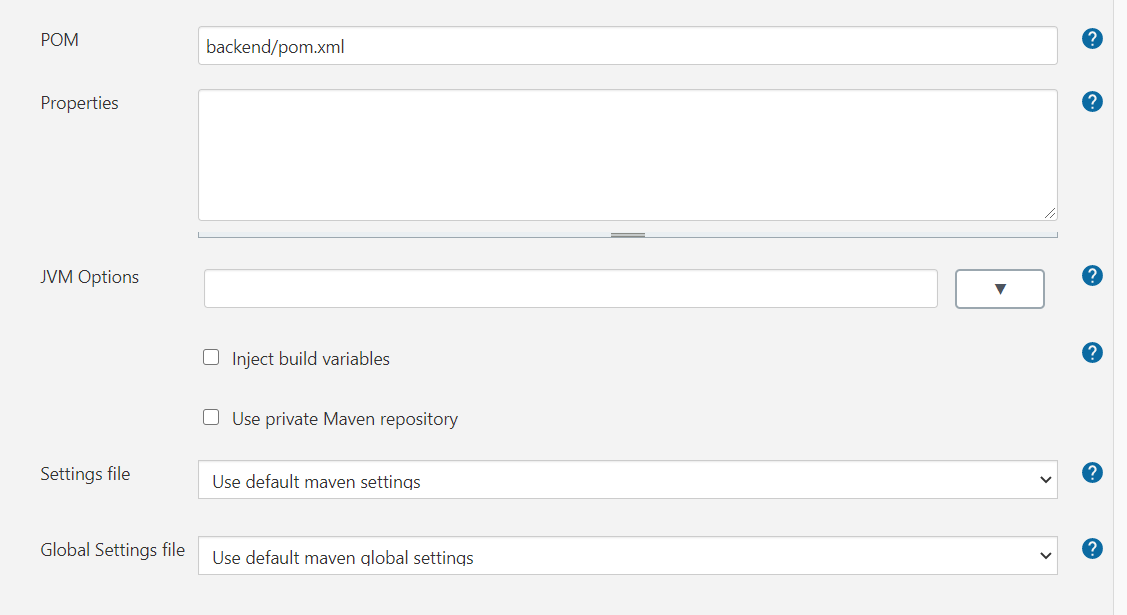 POM
backend/pom.xml
?
Properties
?
JVM Options
▼
?
Inject build variables
?
Use private Maven repository
Settings file
Use default maven settings
?
Global Settings file
Use default maven global settings
?